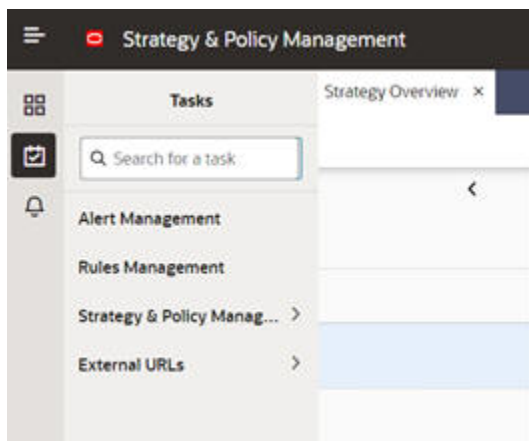 Strategy & Policy Management
Tasks
Strategy Overview ×
Search for a task
Alert Management
Rules Management
Strategy & Policy Manag...
External URLs